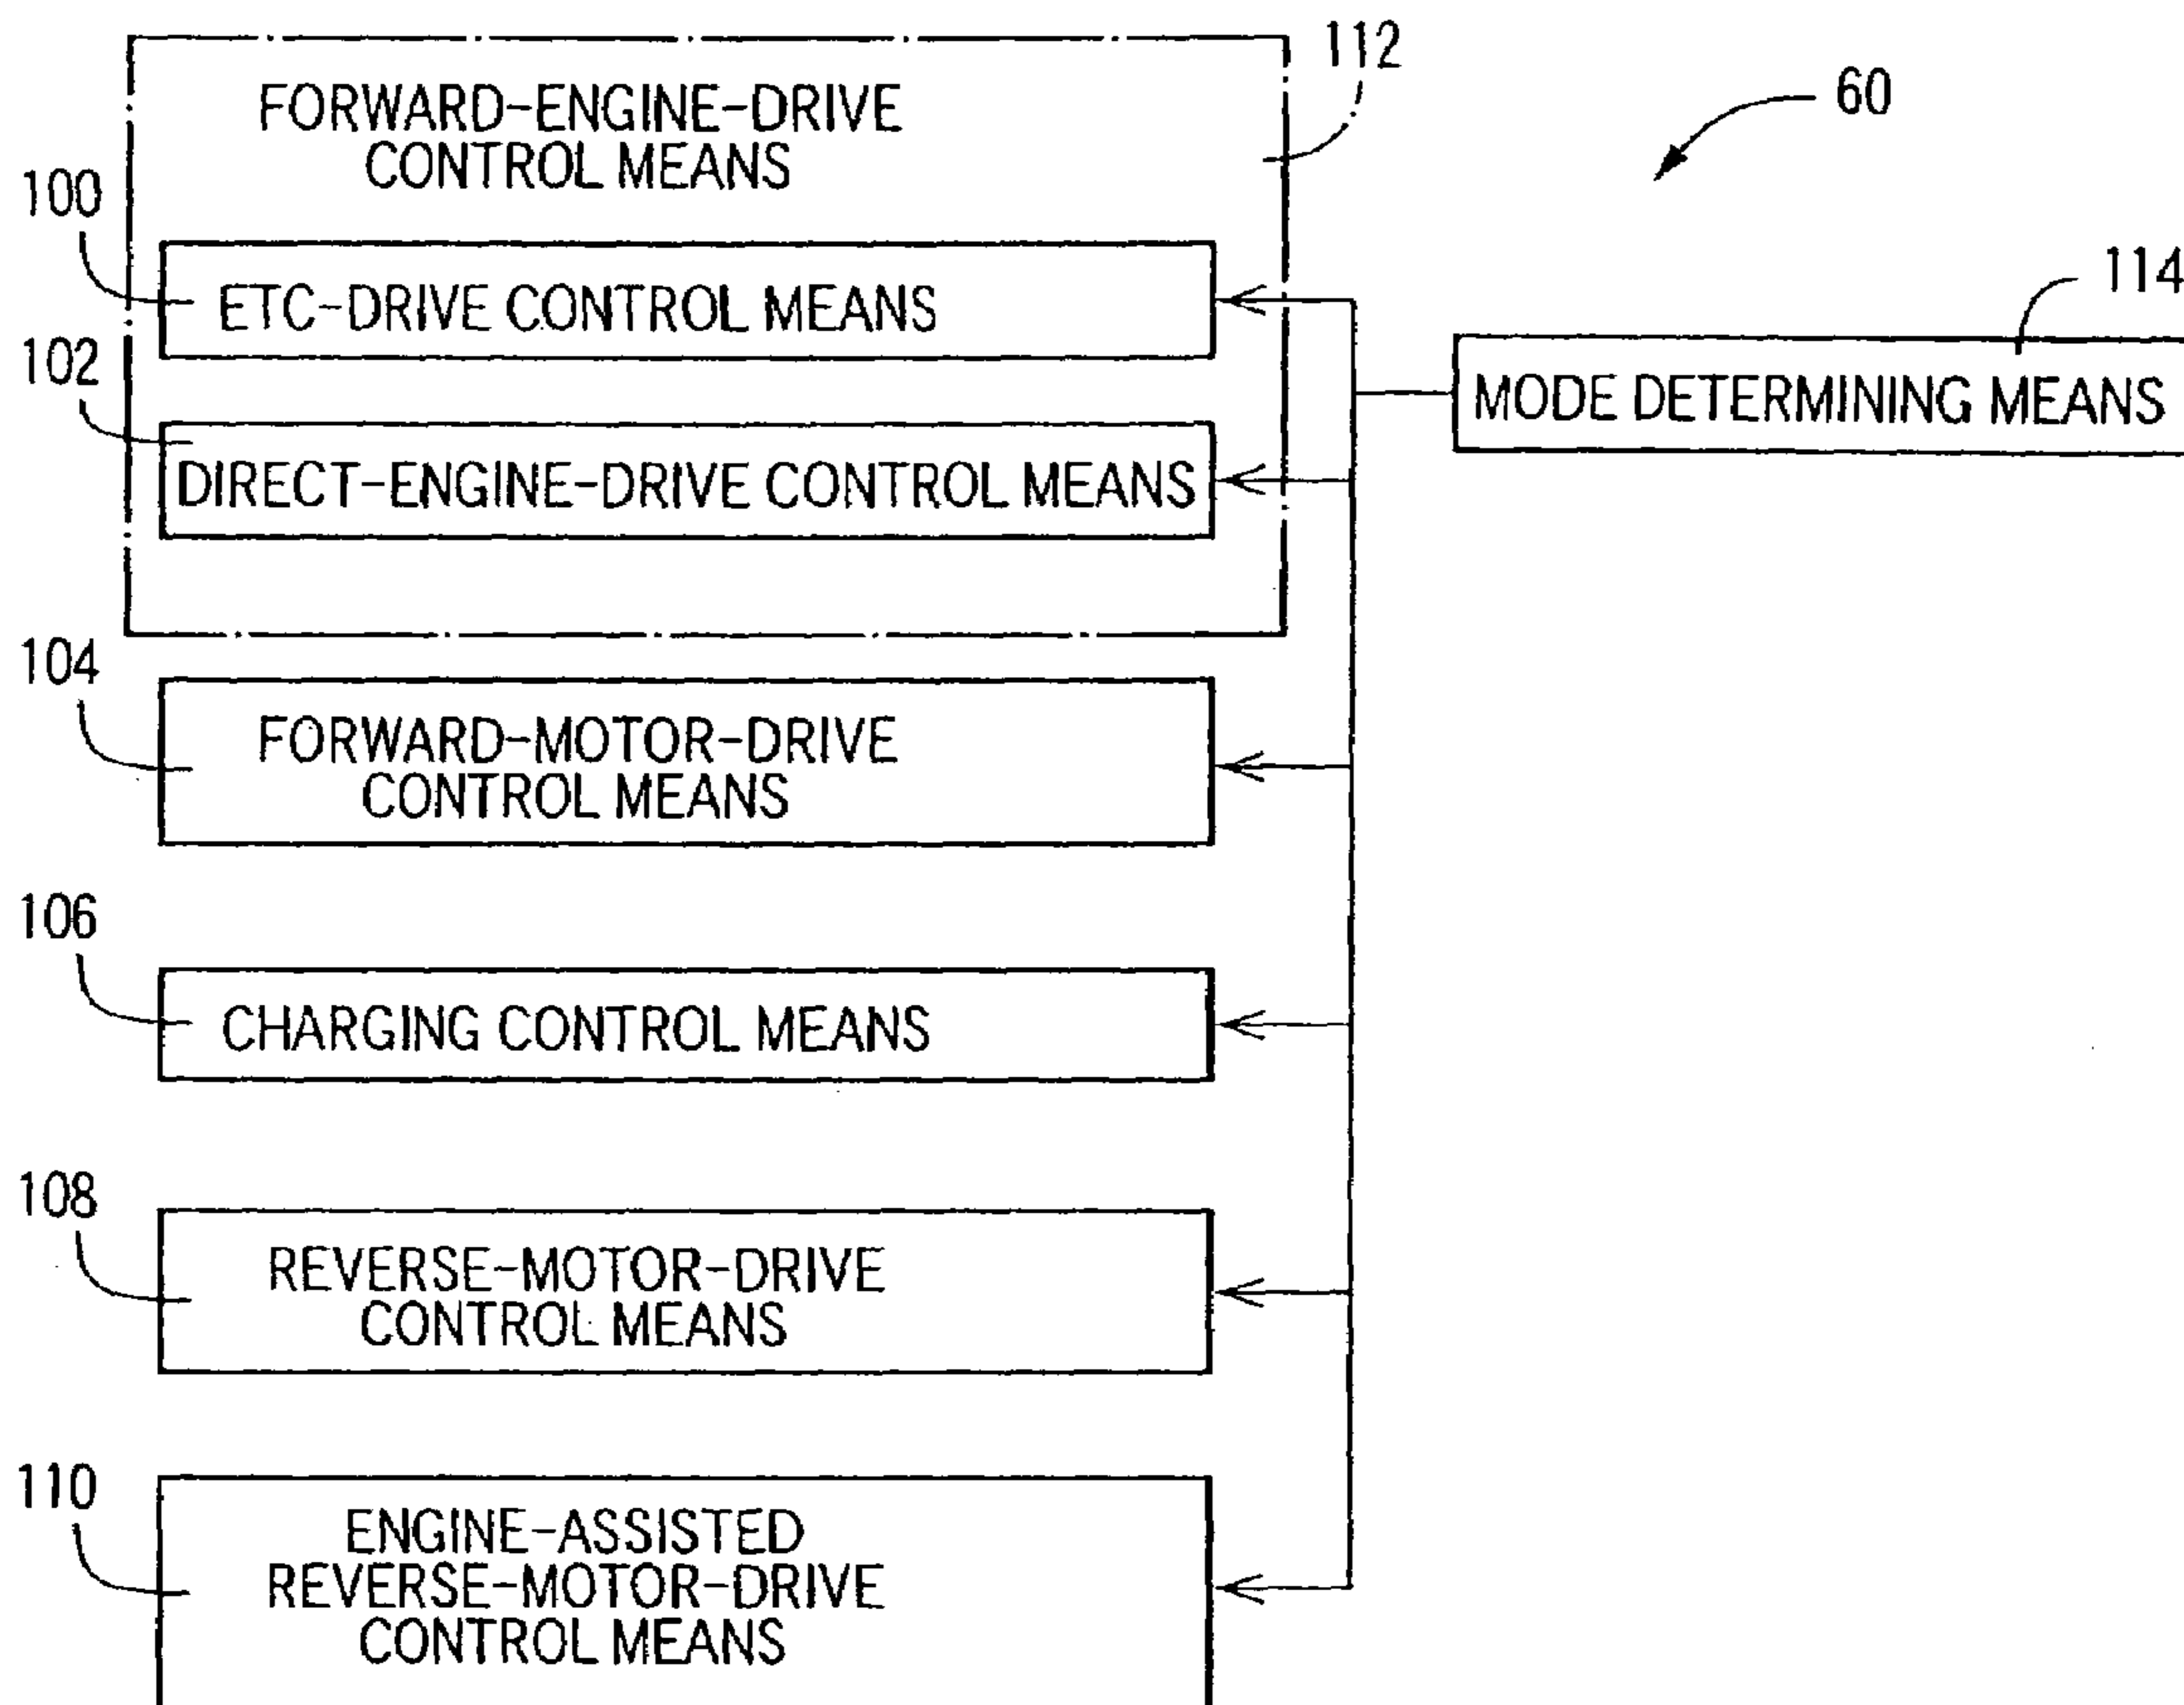 112
60
FORWARD-ENGINE-DRIVE
CONTROL MEANS
100
ETC-DRIVE CONTROL MEANS
114
102
MODE DETERMINING MEANS
DIRECT-ENGINE-DRIVE CONTROL MEANS
104
FORWARD-MOTOR-DRIVE
CONTROL MEANS
106
CHARGING CONTROL MEANS
108
REVERSE-MOTOR-DRIVE
CONTROL MEANS
110
ENGINE-ASSISTED
REVERSE-MOTOR-DRIVE
CONTROL MEANS